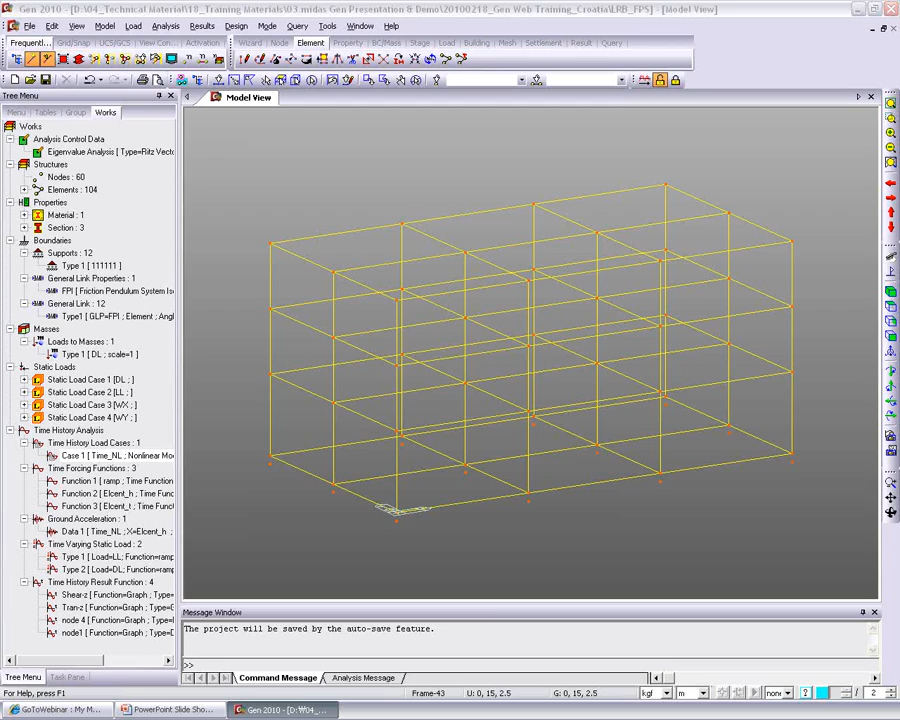 Gen 2010 - [D:\04_Technical Material\18_Training Materials\03.midas Gen Presentation & Demo\20100218_Gen Web Training_Croatia\LRB_FPS] - [Model View]
File Edit View Model Load Analysis Results Design Mode Query Tools Window Help
Frequentl... Grid/Snap UCS/GCS View Con... Activation Wizard Node Element Property BC/Mass Stage Load Building Mesh Settlement Result Query
Tree Menu
Model View
Menu Tables Group Works
Works
Analysis Control Data
Eigenvalue Analysis [ Type=Ritz Vecto
Structures
Nodes : 60
Elements : 104
Properties
Material : 1
Section : 3
Boundaries
Supports : 12
Type 1 [ 111111 ]
General Link Properties : 1
FPI [ Friction Pendulum System Iso
General Link : 12
Type1 [ GLP=FPI ; Element ; Angl
Masses
Loads to Masses : 1
Type 1 [ DL ; scale=1 ]
Static Loads
Static Load Case 1 [DL ; ]
Static Load Case 2 [LL ; ]
Static Load Case 3 [WX ; ]
Static Load Case 4 [WY ; ]
Time History Analysis
Time History Load Cases : 1
Case 1 [ Time_NL ; Nonlinear Mo
Time Forcing Functions : 3
Function 1 [ ramp ; Time Function
Function 2 [ Elcent_h ; Time Func
Function 3 [ Elcent_t ; Time Func
Ground Acceleration : 1
Data 1 [ Time_NL ; X=Elcent_h ;
Time Varying Static Load : 2
Type 1 [ Load=LL ; Function=ramp
Type 2 [ Load=DL ; Function=ramp
Time History Result Function : 4
Shear-z [ Function=Graph ; Type=
Tran-z [ Function=Graph ; Type=D
node 4 [ Function=Graph ; Type=
node1 [ Function=Graph ; Type=D
Message Window
The project will be saved by the auto-save feature.
>>
Tree Menu Task Pane Command Message Analysis Message
For Help, press F1 Frame-43 U: 0, 15, 2.5 G: 0, 15, 2.5 kgf m none ? / 2
GoToWebinar : My M... PowerPoint Slide Sho... Gen 2010 - [D:\04_...